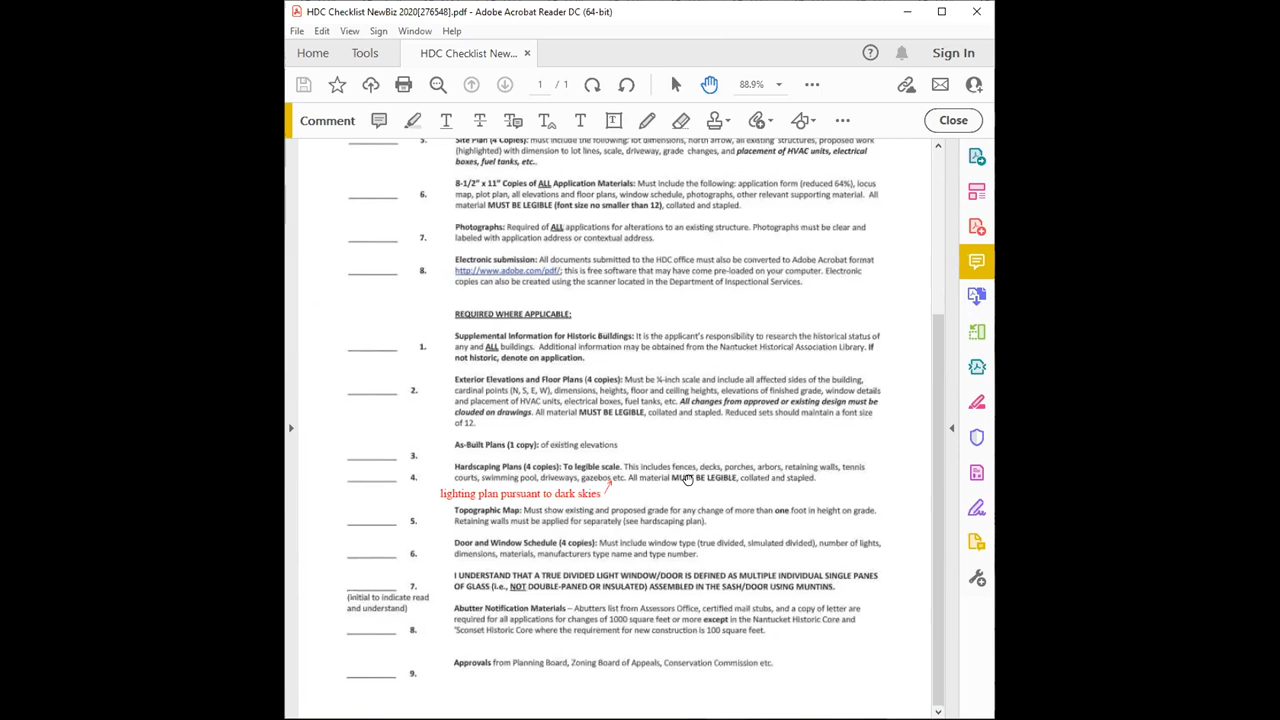 HDC Checklist NewBiz 2020[276548].pdf - Adobe Acrobat Reader DC (64-bit)
File Edit View Sign Window Help
Home Tools HDC Checklist New... × Sign In
1 / 1 88.9%
Comment Close
5. Site Plan (4 Copies): must include the following: lot dimensions, north arrow, all existing structures, proposed work
(highlighted) with dimension to lot lines, scale, driveway, grade changes, and placement of HVAC units, electrical
boxes, fuel tanks, etc..
8-1/2" x 11" Copies of ALL Application Materials: Must include the following: application form (reduced 64%), locus
6. map, plot plan, all elevations and floor plans, window schedule, photographs, other relevant supporting material. All
material MUST BE LEGIBLE (font size no smaller than 12), collated and stapled.
Photographs: Required of ALL applications for alterations to an existing structure. Photographs must be clear and
7. labeled with application address or contextual address.
Electronic submission: All documents submitted to the HDC office must also be converted to Adobe Acrobat format
8. http://www.adobe.com/pdf/; this is free software that may have come pre-loaded on your computer. Electronic
copies can also be created using the scanner located in the Department of Inspectional Services.
REQUIRED WHERE APPLICABLE:
Supplemental Information for Historic Buildings: It is the applicant's responsibility to research the historical status of
1. any and ALL buildings. Additional information may be obtained from the Nantucket Historical Association Library. If
not historic, denote on application.
Exterior Elevations and Floor Plans (4 copies): Must be ¼-inch scale and include all affected sides of the building,
2. cardinal points (N, S, E, W), dimensions, heights, floor and ceiling heights, elevations of finished grade, window details
and placement of HVAC units, electrical boxes, fuel tanks, etc. All changes from approved or existing design must be
clouded on drawings. All material MUST BE LEGIBLE, collated and stapled. Reduced sets should maintain a font size
of 12.
As-Built Plans (1 copy): of existing elevations
3.
Hardscaping Plans (4 copies): To legible scale. This includes fences, decks, porches, arbors, retaining walls, tennis
4. courts, swimming pool, driveways, gazebos etc. All material MUST BE LEGIBLE, collated and stapled.
lighting plan pursuant to dark skies
Topographic Map: Must show existing and proposed grade for any change of more than one foot in height on grade.
5. Retaining walls must be applied for separately (see hardscaping plan).
Door and Window Schedule (4 copies): Must include window type (true divided, simulated divided), number of lights,
6. dimensions, materials, manufacturers type name and type number.
I UNDERSTAND THAT A TRUE DIVIDED LIGHT WINDOW/DOOR IS DEFINED AS MULTIPLE INDIVIDUAL SINGLE PANES
7. OF GLASS (i.e., NOT DOUBLE-PANED OR INSULATED) ASSEMBLED IN THE SASH/DOOR USING MUNTINS.
(initial to indicate read
and understand)
Abutter Notification Materials – Abutters list from Assessors Office, certified mail stubs, and a copy of letter are
required for all applications for changes of 1000 square feet or more except in the Nantucket Historic Core and
8. 'Sconset Historic Core where the requirement for new construction is 100 square feet.
Approvals from Planning Board, Zoning Board of Appeals, Conservation Commission etc.
9.